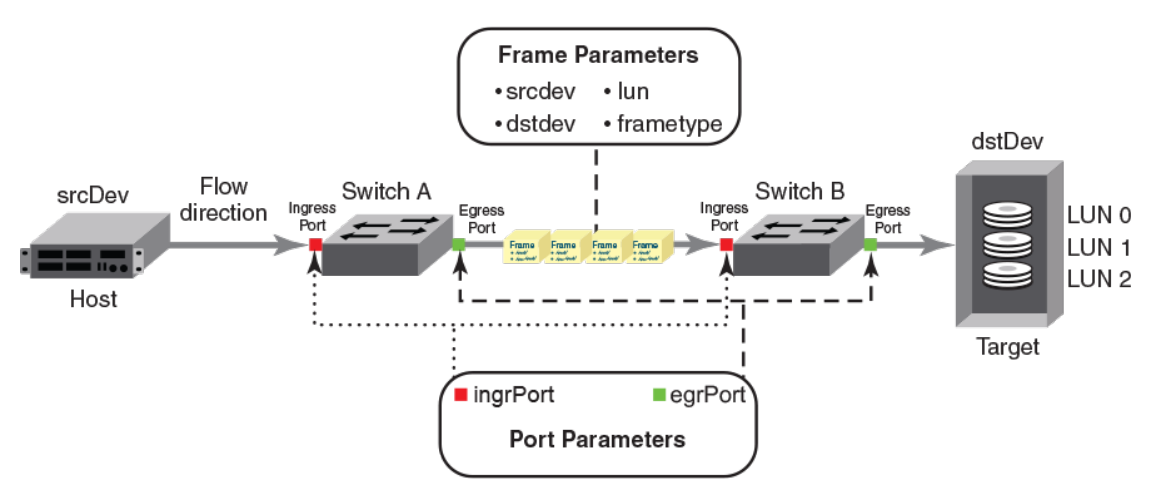 Frame Parameters
• srcdev • lun
• dstdev • frametype
dstDev
srcDev
Flow
direction
Ingress
Port
Switch A
Egress
Port
Frame
Frame
Frame
Frame
Ingress
Port
Switch B
Egress
Port
LUN 0
LUN 1
LUN 2
Host
Target
ingrPort egrPort
Port Parameters